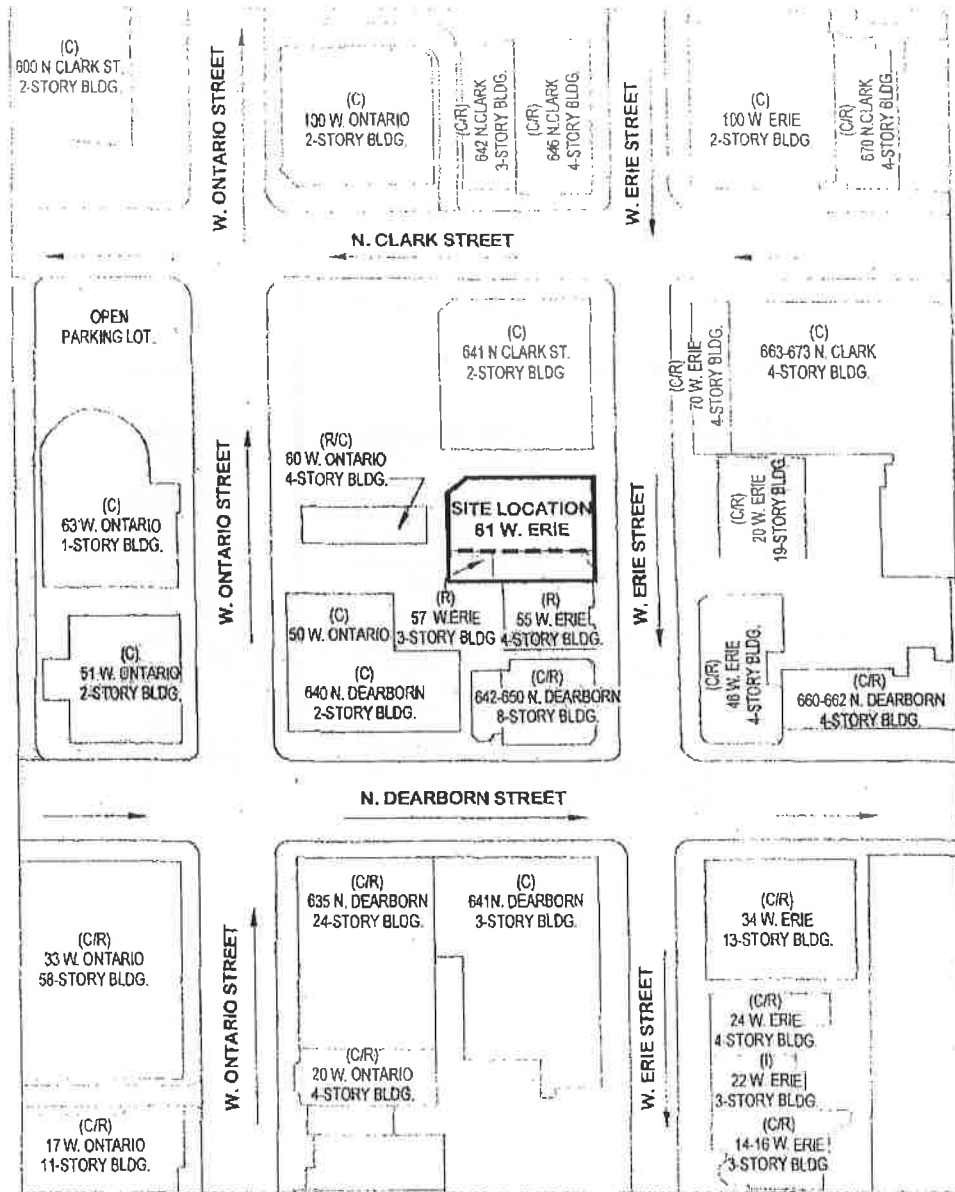 (C)
600 N CLARK ST.
2-STORY BLDG.
W. ONTARIO STREET
(C)
100 W. ONTARIO
2-STORY BLDG.
(C/R)
642 N.CLARK
3-STORY BLDG.
(C/R)
646 N.CLARK
4-STORY BLDG.
W. ERIE STREET
(C)
100 W. ERIE
2-STORY BLDG.
(C/R)
670 N.CLARK
4-STORY BLDG.
N. CLARK STREET
OPEN
PARKING LOT.
(C)
641 N CLARK ST.
2-STORY BLDG
(C/R)
70 W. ERIE
4-STORY BLDG.
(C)
663-673 N. CLARK
4-STORY BLDG.
W. ONTARIO STREET
(R/C)
60 W. ONTARIO
4-STORY BLDG.
SITE LOCATION
61 W. ERIE
W. ERIE STREET
(C/R)
20 W. ERIE
19-STORY BLDG.
(C)
63 W. ONTARIO
1-STORY BLDG.
(C)
50 W. ONTARIO
(R)
57 W.ERIE
3-STORY BLDG
(R)
55 W. ERIE
4-STORY BLDG.
(C)
51 W. ONTARIO
2-STORY BLDG.
(C)
640 N. DEARBORN
2-STORY BLDG.
(C/R)
642-650 N. DEARBORN
8-STORY BLDG.
(C/R)
46 W. ERIE
4-STORY BLDG.
(C/R)
660-662 N. DEARBORN
4-STORY BLDG.
N. DEARBORN STREET
(C/R)
33 W. ONTARIO
58-STORY BLDG.
W. ONTARIO STREET
(C/R)
635 N. DEARBORN
24-STORY BLDG.
(C)
641N. DEARBORN
3-STORY BLDG.
W. ERIE STREET
(C/R)
34 W. ERIE
13-STORY BLDG.
(C/R)
24 W. ERIE
4-STORY BLDG.
(I)
22 W. ERIE
3-STORY BLDG.
(C/R)
14-16 W. ERIE
3-STORY BLDG
(C/R)
20 W. ONTARIO
4-STORY BLDG.
(C/R)
17 W. ONTARIO
11-STORY BLDG.